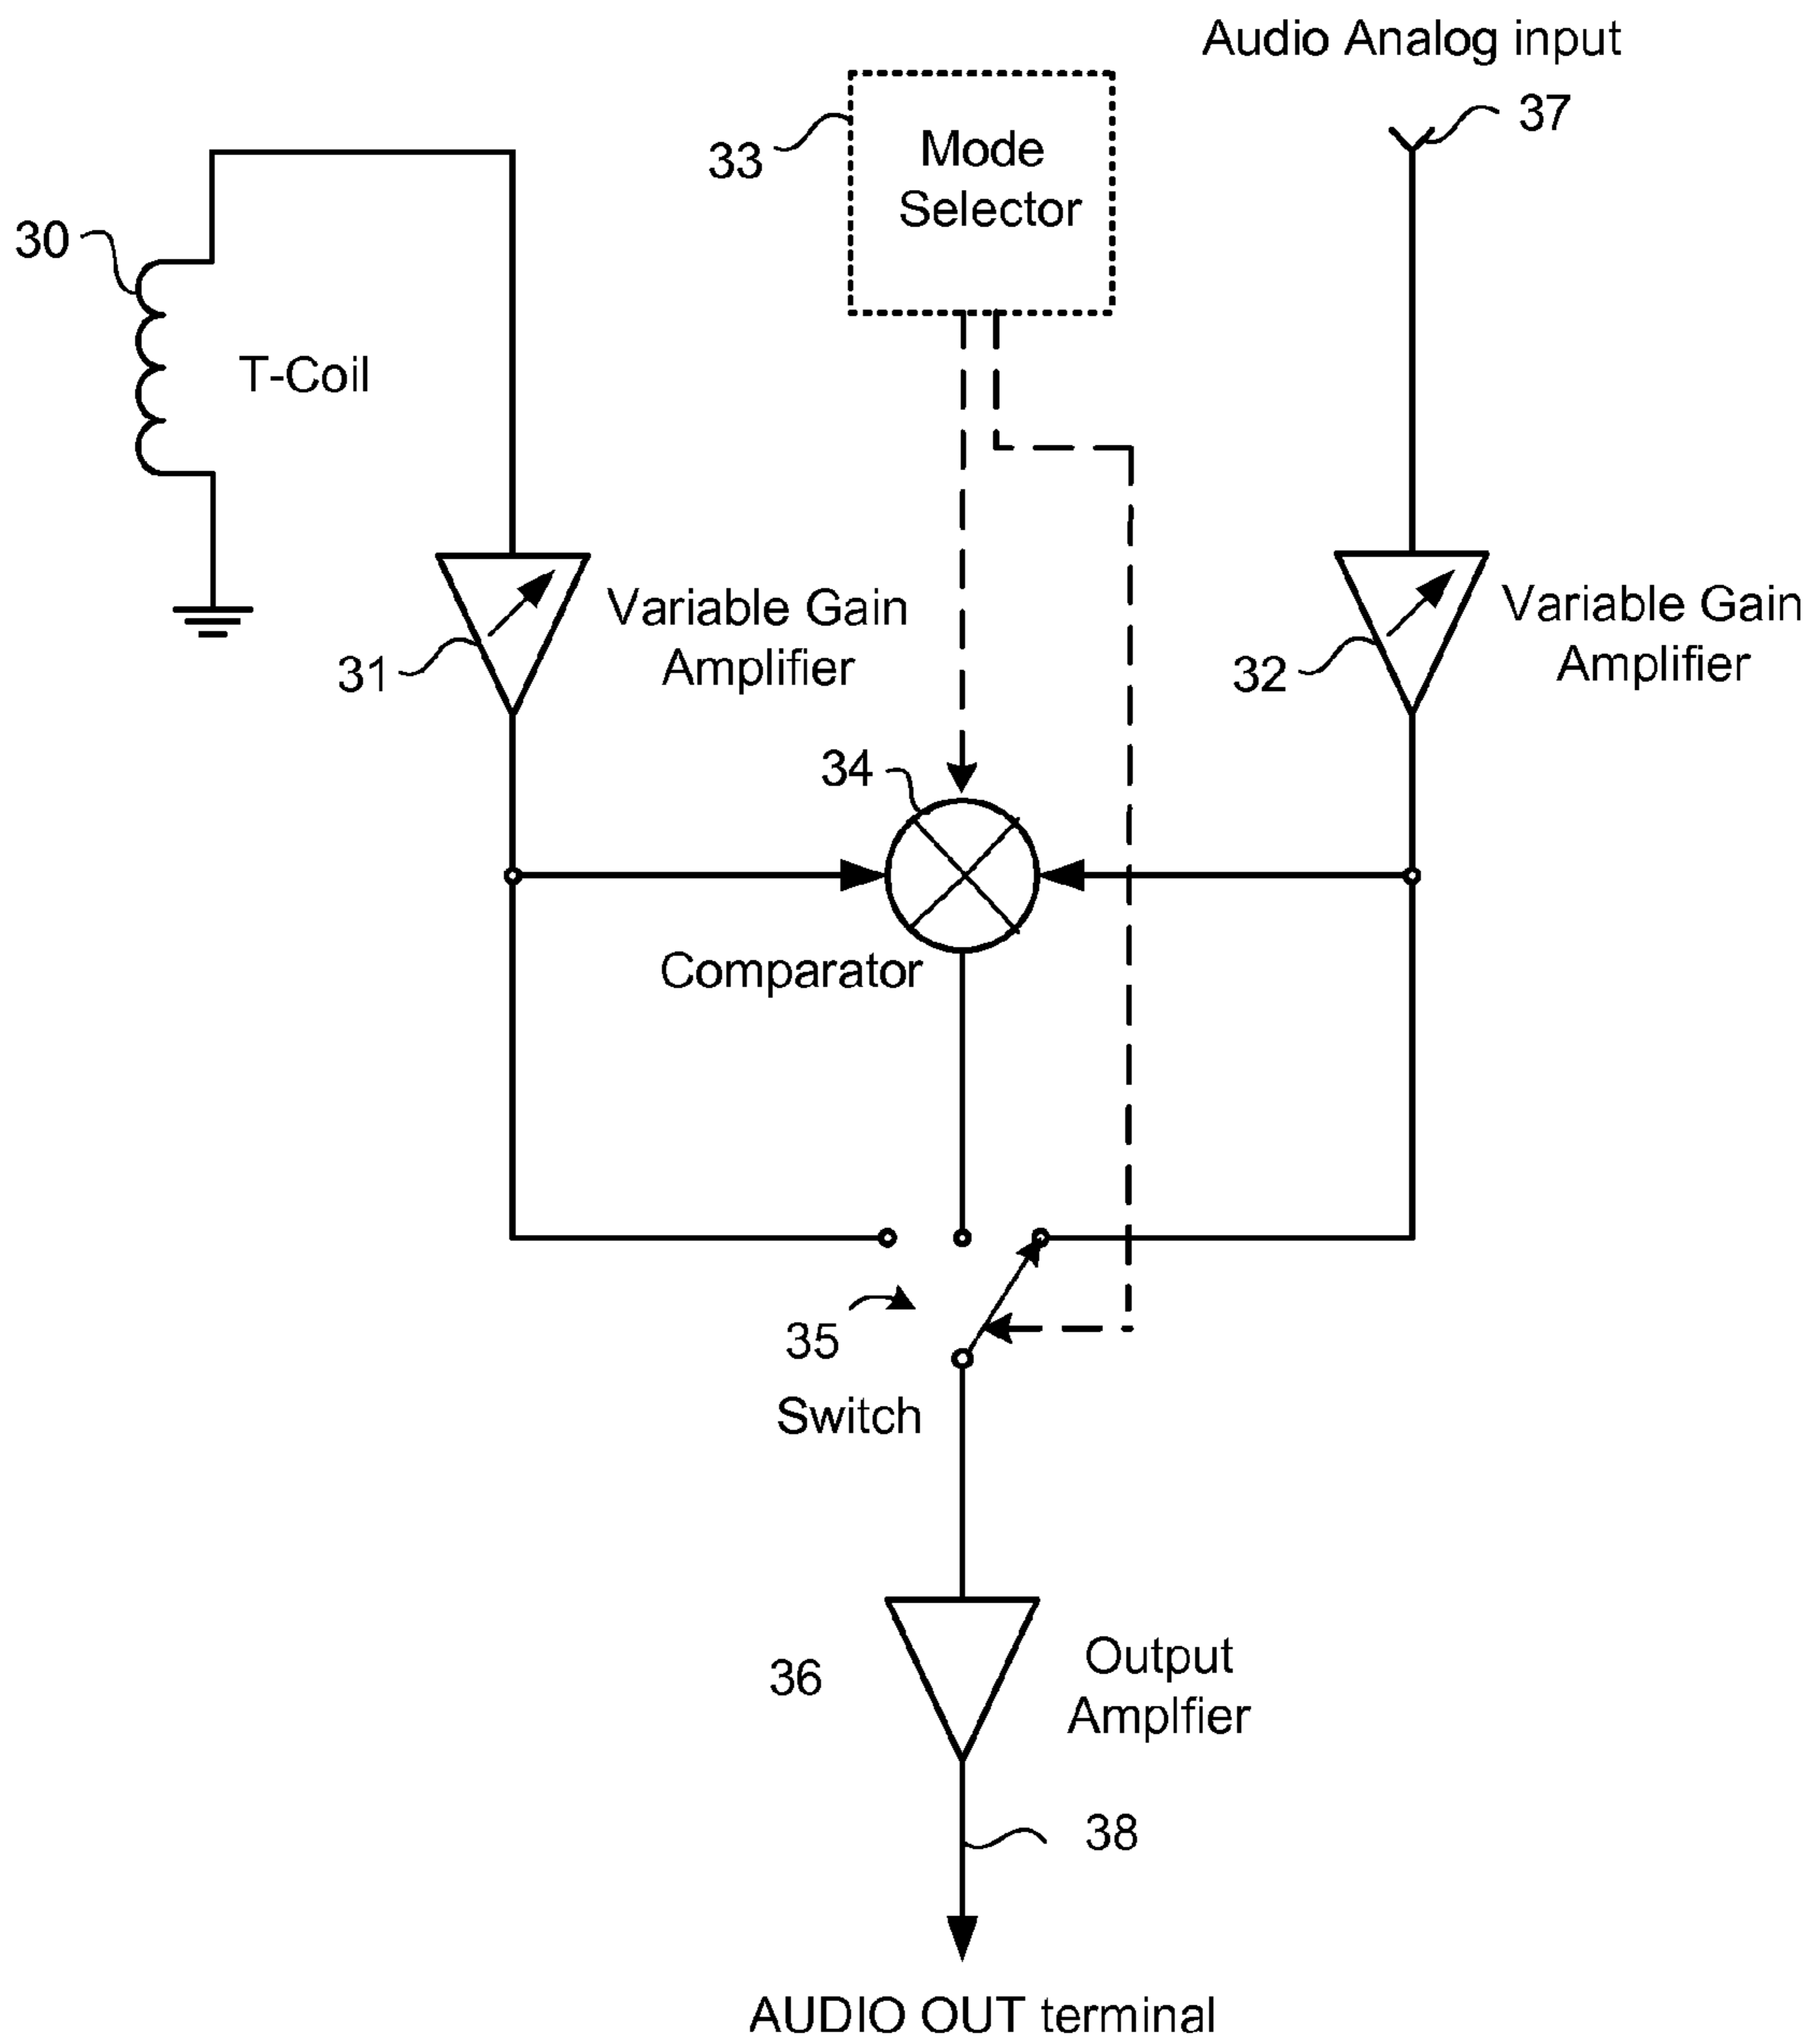 Audio Analog input
37
33
Mode
Selector
30
T-Coil
Variable Gain
Amplifier
31
Variable Gain
Amplifier
32
34
Comparator
35
Switch
36
Output
Amplfier
38
AUDIO OUT terminal